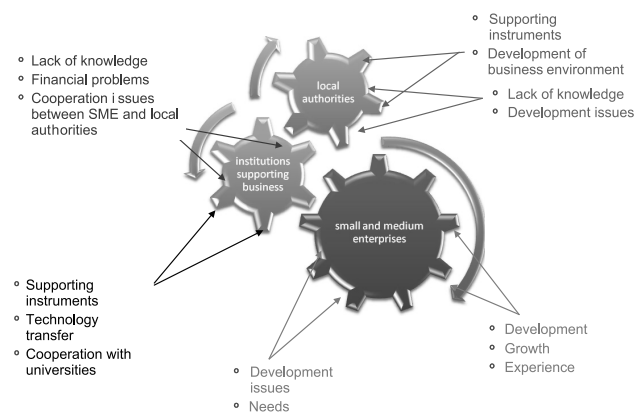 Supporting
instruments
Development of
business environment
Lack of knowledge
Development issues
Lack of knowledge
Financial problems
Cooperation i ssues
between SME and local
authorities
local
authorities
institutions
supporting
business
small and medium
enterprises
Supporting
instruments
Technology
transfer
Cooperation with
universities
Development
issues
Needs
Development
Growth
Experience